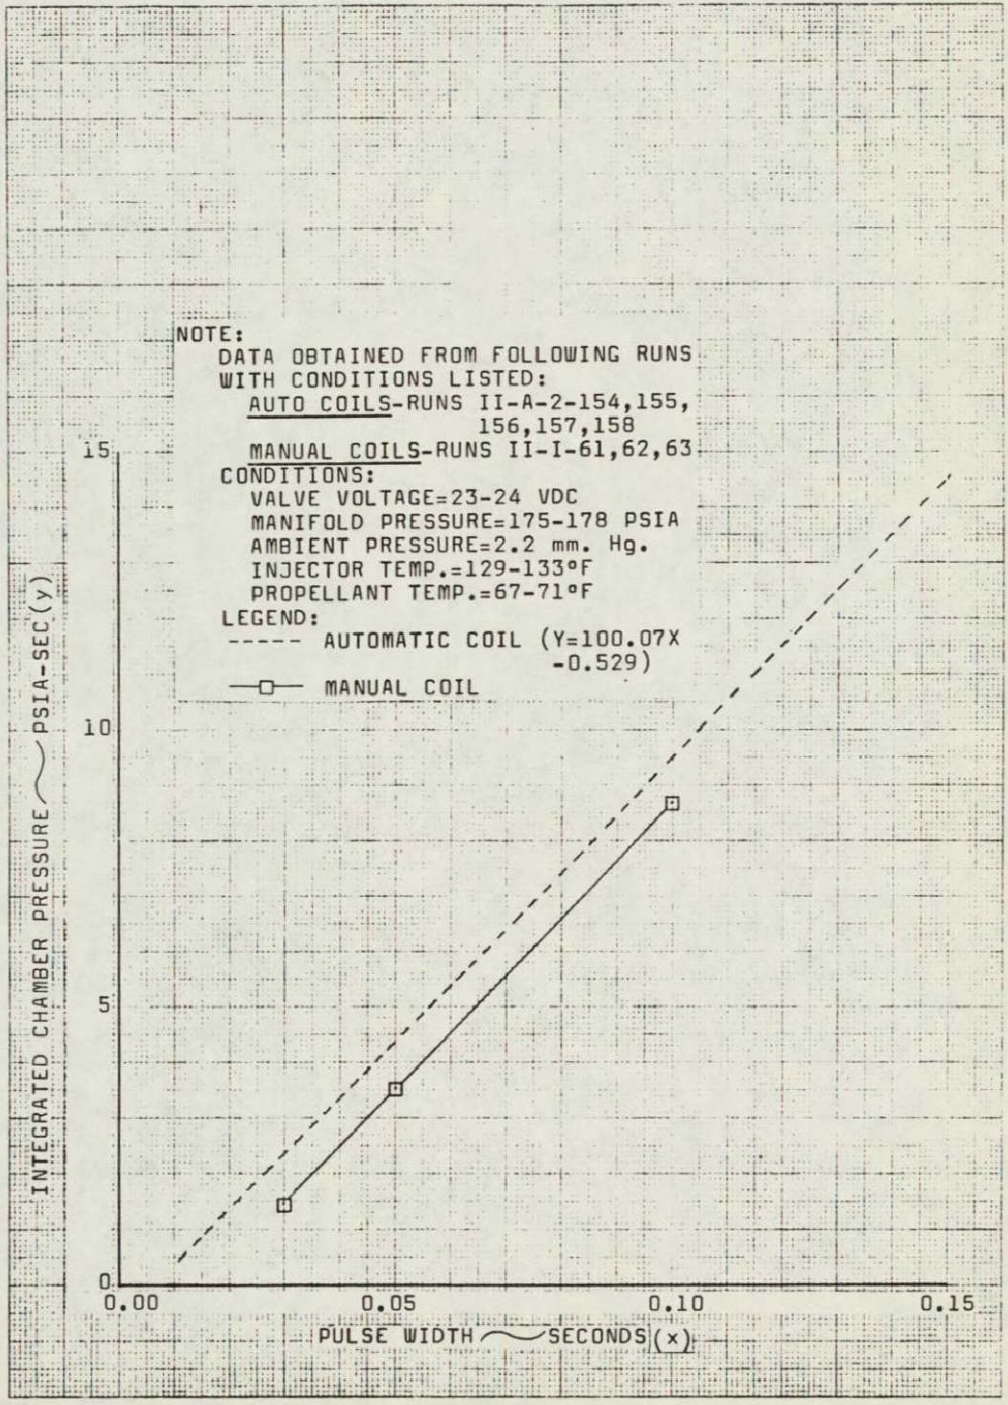 NOTE:
DATA OBTAINED FROM FOLLOWING RUNS
WITH CONDITIONS LISTED:
AUTO COILS-RUNS II-A-2-154,155,
156,157,158
MANUAL COILS-RUNS II-I-61,62,63
CONDITIONS:
VALVE VOLTAGE=23-24 VDC
MANIFOLD PRESSURE=175-178 PSIA
AMBIENT PRESSURE=2.2 mm. Hg.
INJECTOR TEMP.=129-133°F
PROPELLANT TEMP.=67-71°F
LEGEND:
----- AUTOMATIC COIL (Y=100.07X
-0.529)
MANUAL COIL
15
10
5
0
INTEGRATED CHAMBER PRESSURE ~ PSIA-SEC(y)
0.00 0.05 0.10 0.15
PULSE WIDTH ~ SECONDS(x)